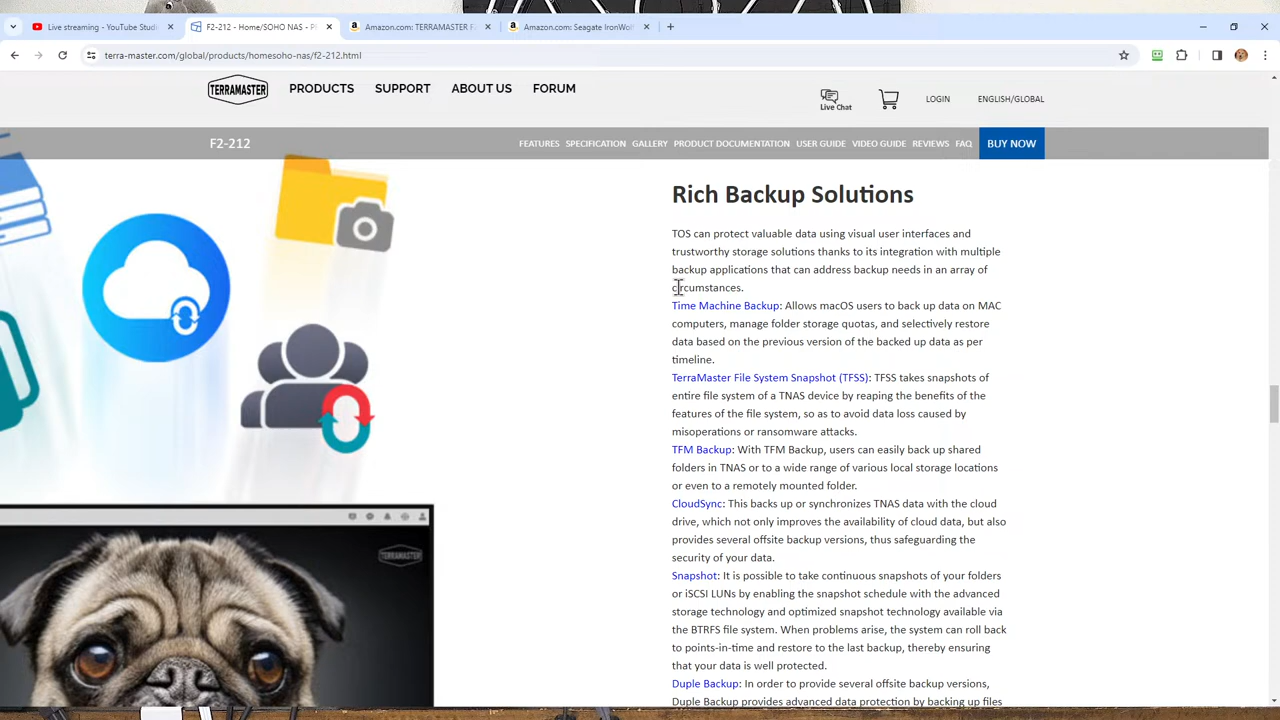 Live streaming - YouTube Studi
F2-212 - Home/SOHO NAS - P
Amazon.com: TERRAMASTER F
Amazon.com: Seagate IronWol
terra-master.com/global/products/homesoho-nas/f2-212.html
TERRAMASTER
PRODUCTS
SUPPORT
ABOUT US
FORUM
Live Chat
LOGIN
ENGLISH/GLOBAL
F2-212
FEATURES
SPECIFICATION
GALLERY
PRODUCT DOCUMENTATION
USER GUIDE
VIDEO GUIDE
REVIEWS
FAQ
BUY NOW
Rich Backup Solutions
TOS can protect valuable data using visual user interfaces and
trustworthy storage solutions thanks to its integration with multiple
backup applications that can address backup needs in an array of
circumstances.
Time Machine Backup: Allows macOS users to back up data on MAC
computers, manage folder storage quotas, and selectively restore
data based on the previous version of the backed up data as per
timeline.
TerraMaster File System Snapshot (TFSS): TFSS takes snapshots of
entire file system of a TNAS device by reaping the benefits of the
features of the file system, so as to avoid data loss caused by
misoperations or ransomware attacks.
TFM Backup: With TFM Backup, users can easily back up shared
folders in TNAS or to a wide range of various local storage locations
or even to a remotely mounted folder.
CloudSync: This backs up or synchronizes TNAS data with the cloud
drive, which not only improves the availability of cloud data, but also
provides several offsite backup versions, thus safeguarding the
security of your data.
Snapshot: It is possible to take continuous snapshots of your folders
or iSCSI LUNs by enabling the snapshot schedule with the advanced
storage technology and optimized snapshot technology available via
the BTRFS file system. When problems arise, the system can roll back
to points-in-time and restore to the last backup, thereby ensuring
that your data is well protected.
Duple Backup: In order to provide several offsite backup versions,
Duple Backup provides advanced data protection by backing up files
TERRAMASTER